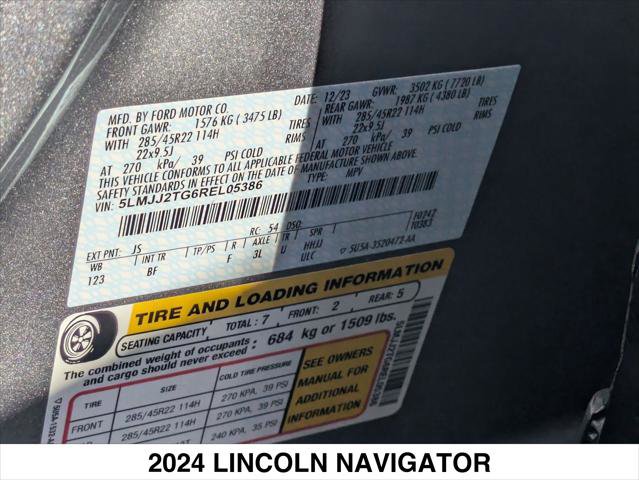 MFD. BY FORD MOTOR CO.
DATE: 12/23 GVWR: 3502 KG ( 7720 LB)
FRONT GAWR: 1576 KG ( 3475 LB)
REAR GAWR: 1987 KG ( 4380 LB)
WITH 285/45R22 114H TIRES
WITH 285/45R22 114H TIRES
22x9.5J RIMS
22x9.5J RIMS
AT 270 kPa/ 39 PSI COLD
AT 270 kPa/ 39 PSI COLD
THIS VEHICLE CONFORMS TO ALL APPLICABLE FEDERAL MOTOR VEHICLE
SAFETY STANDARDS IN EFFECT ON THE DATE OF MANUFACTURE SHOWN ABOVE.
VIN: 5LMJJ2TG6REL05386
TYPE: MPV
EXT PNT: JS RC: 54 DSO:
F0242
T0383
WB INT TR TP/PS R AXLE TR SPR
123 BF F 3L U HHJJ
ULC
5U5A-3520472-AA
TIRE AND LOADING INFORMATION
SEATING CAPACITY TOTAL: 7 FRONT: 2 REAR: 5
The combined weight of occupants
and cargo should never exceed : 684 kg or 1509 lbs.
TIRE SIZE COLD TIRE PRESSURE
FRONT 285/45R22 114H 270 KPA, 39 PSI
285/45R22 114H 270 KPA, 39 PSI
240 KPA, 35 PSI
SEE OWNERS
MANUAL FOR
ADDITIONAL
INFORMATION
2024 LINCOLN NAVIGATOR